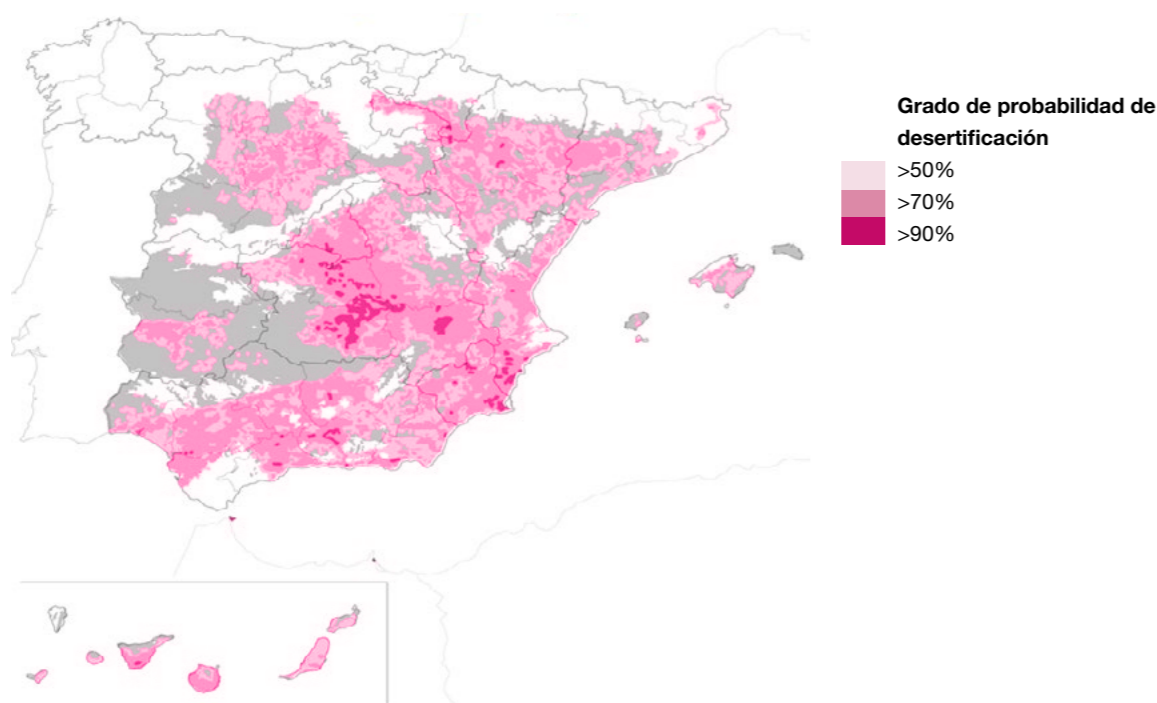 Grado de probabilidad de
desertificación
>50%
>70%
>90%